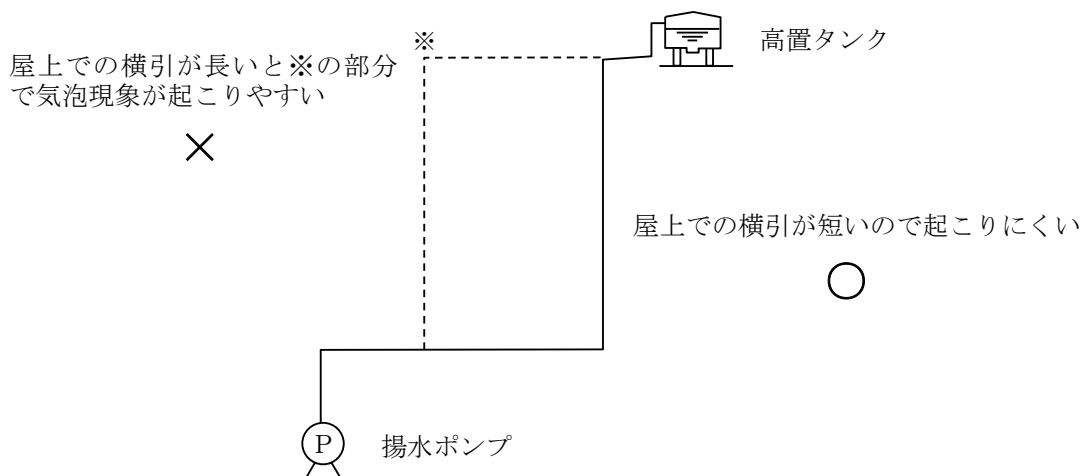 ※
高置タンク
屋上での横引が長いと※の部分
で気泡現象が起こりやすい
×
屋上での横引が短いので起こりにくい
○
P
揚水ポンプ